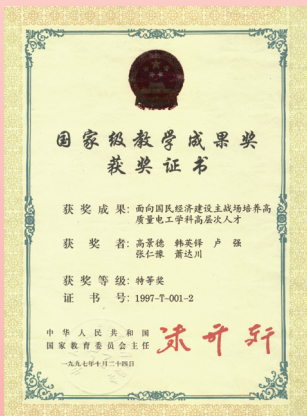 国家级教学成果奖
获奖证书
获奖成果：面向国民经济建设主战场培养高
质量电工学科高层次人才
获奖者：高景德 韩英铎 卢强
张仁豫 萧达川
获奖等级：特等奖
证书号：1997-T-001-2
中华人民共和国
国家教育委员会主任
朱开轩
一九九七年十月二十四日